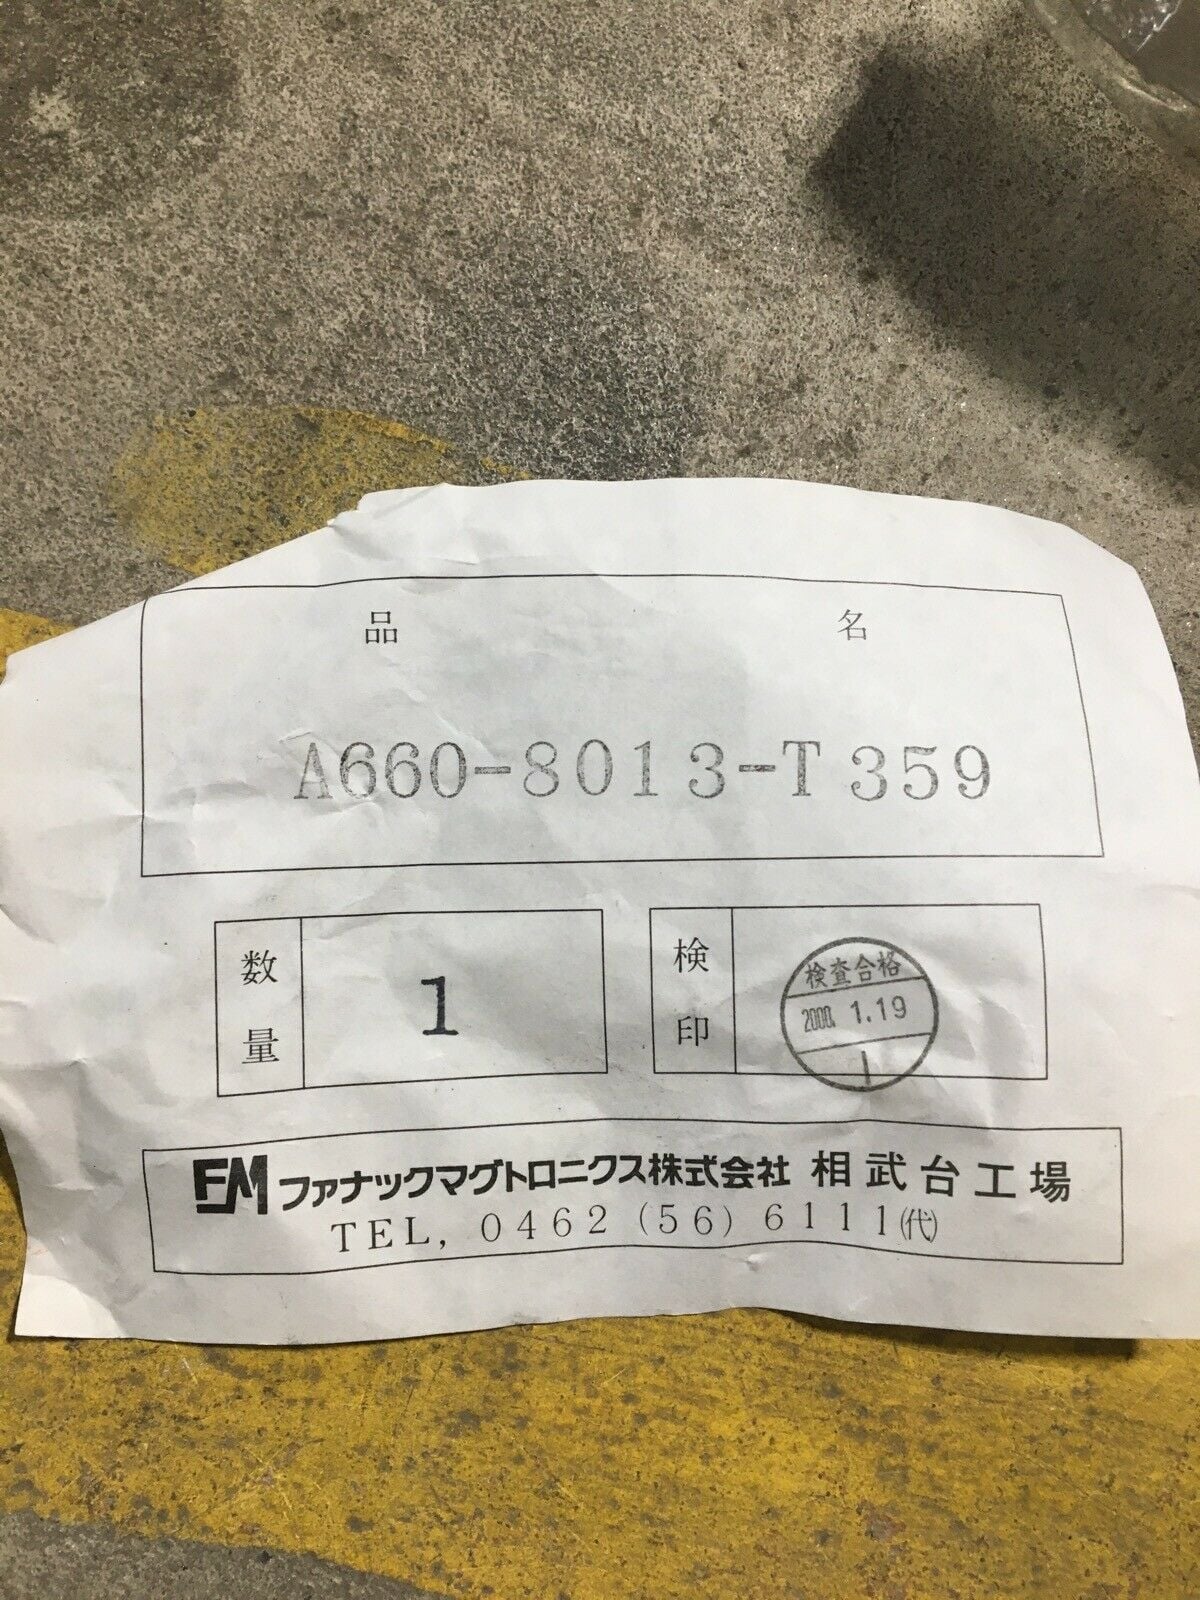 品名
A660-8013-T359
数量
1
検印
検査合格
2000. 1.19
1
FM ファナックマグトロニクス株式会社 相武台工場
TEL, 0462 (56) 6111(代)